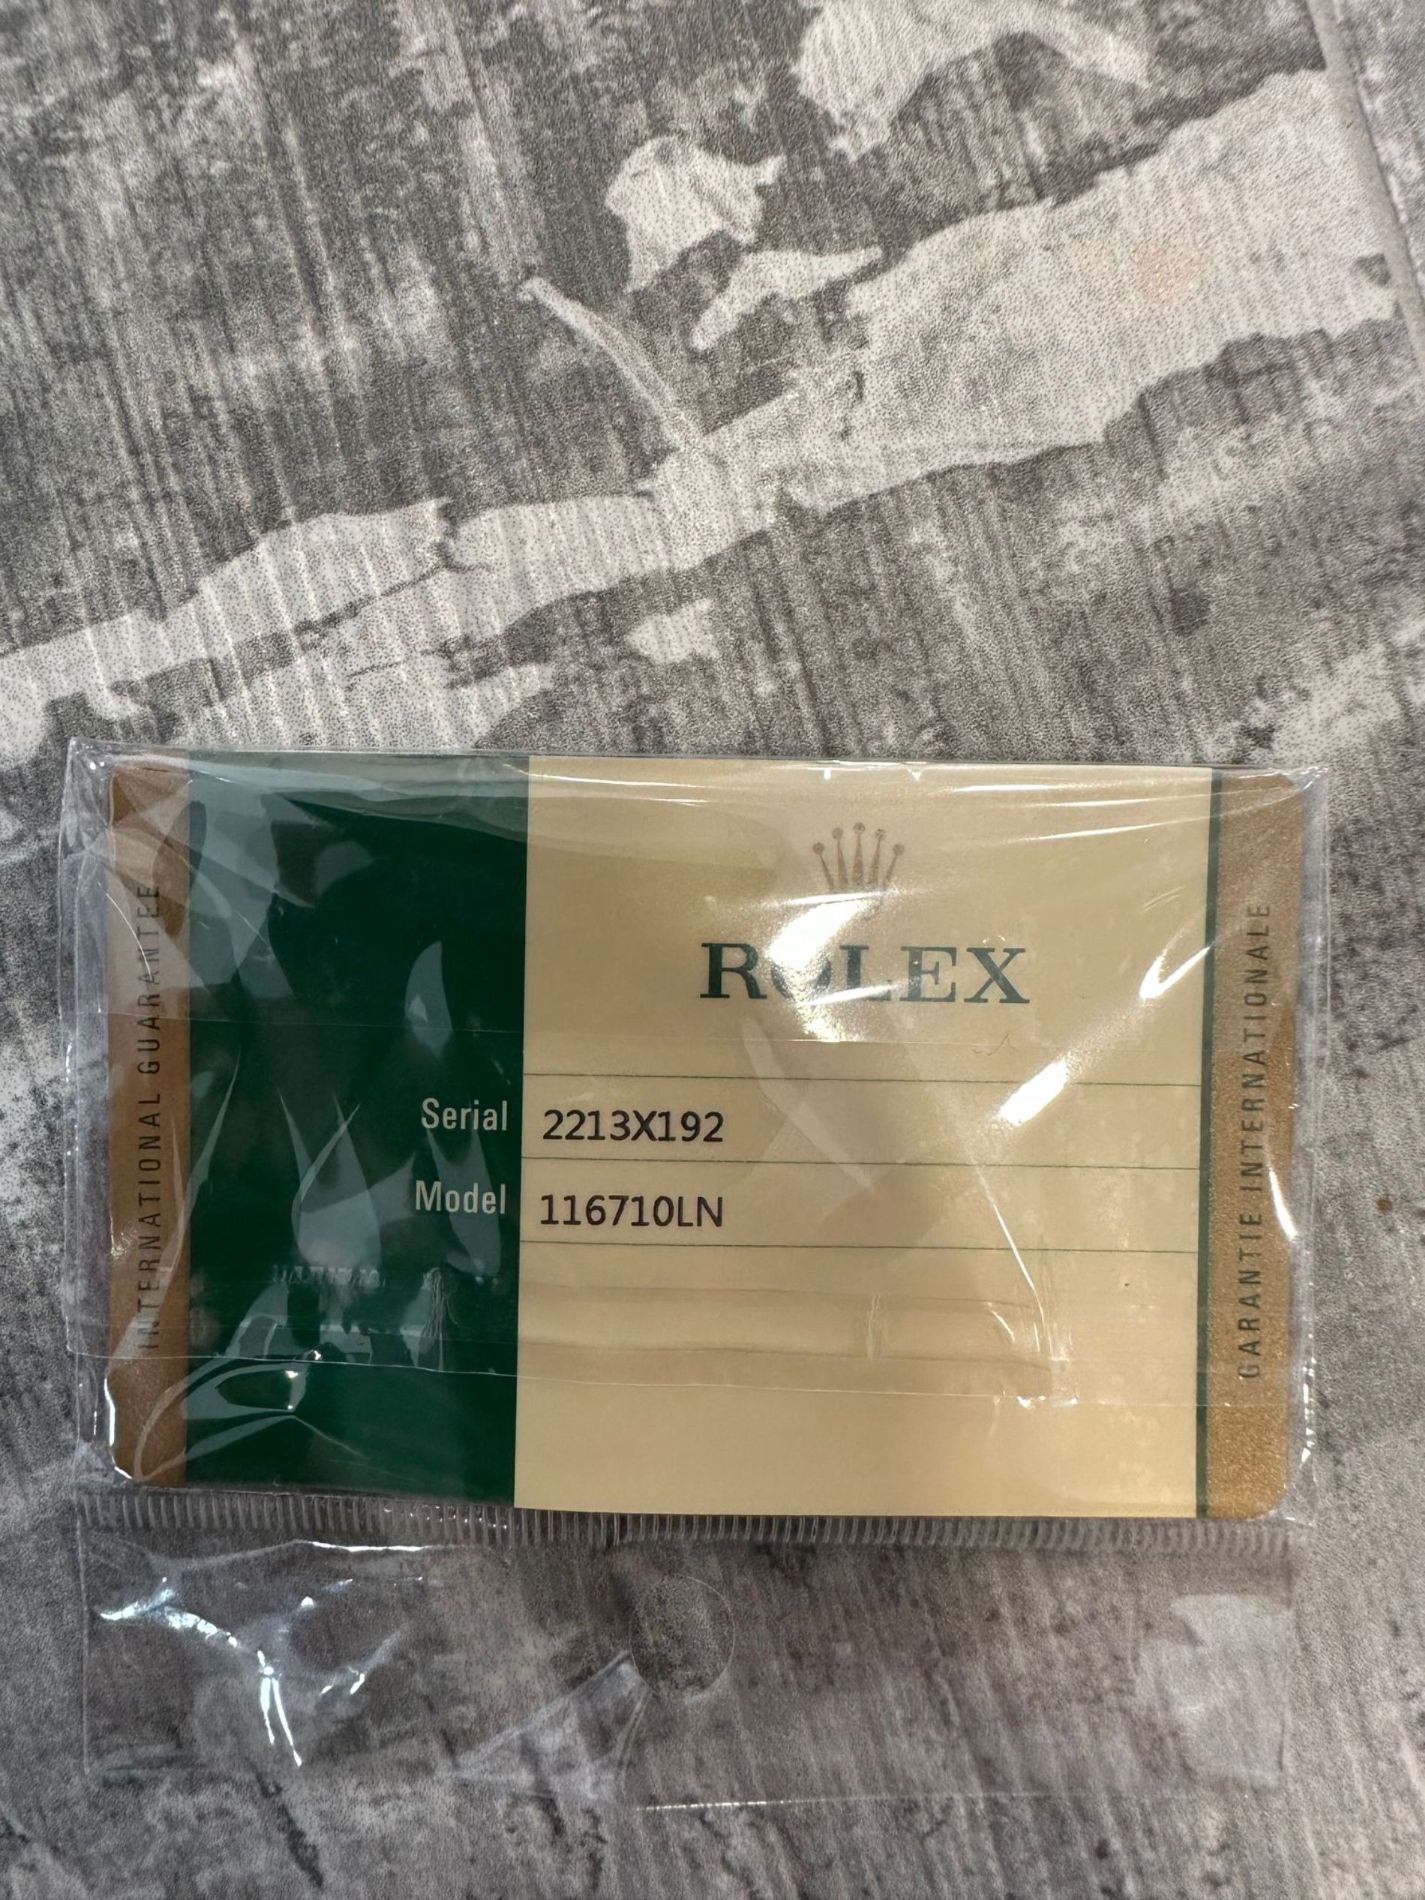 INTERNATIONAL GUARANTEE
ROLEX
Serial 2213X192
Model 116710LN
GARANTIE INTERNATIONALE